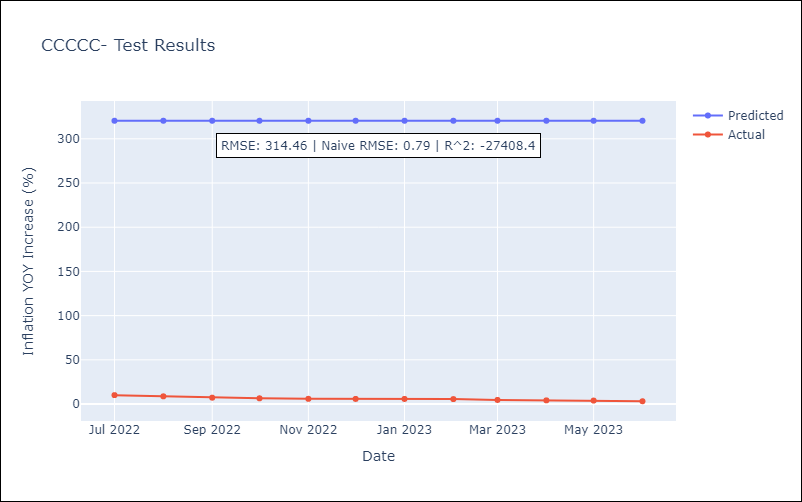 CCCCC- Test Results
Predicted
Actual
RMSE: 314.46 | Naive RMSE: 0.79 | R^2: -27408.4
Inflation YOY Increase (%)
300
250
200
150
100
50
0
Jul 2022
Sep 2022
Nov 2022
Jan 2023
Mar 2023
May 2023
Date